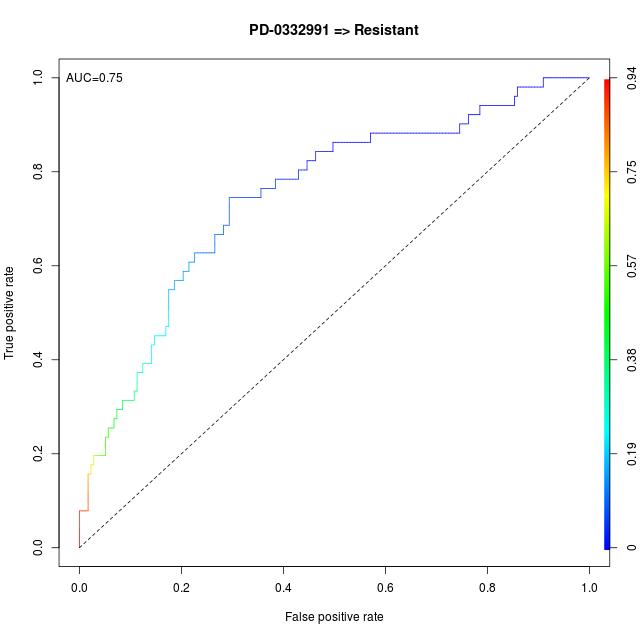 PD-0332991 => Resistant
AUC=0.75
True positive rate
1.0
0.8
0.6
0.4
0.2
0.0
0.0 0.2 0.4 0.6 0.8 1.0
False positive rate
0.94
0.75
0.57
0.38
0.19
0